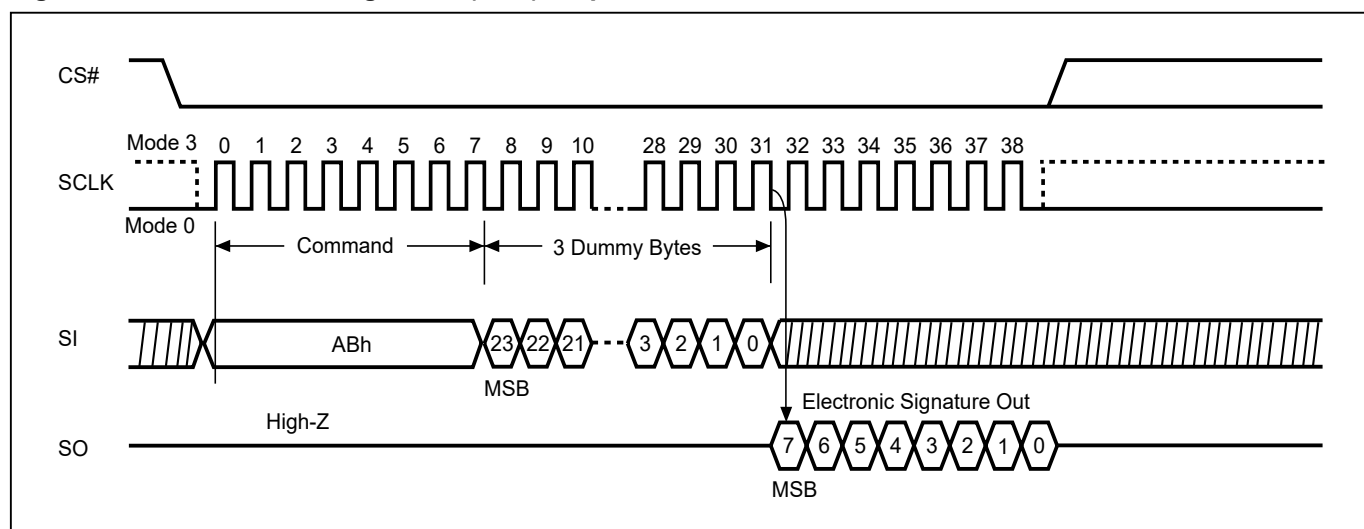 CS#
Mode 3 0 1 2 3 4 5 6 7 8 9 10 28 29 30 31 32 33 34 35 36 37 38
SCLK
Mode 0
Command 3 Dummy Bytes
SI ABh 23 22 21 3 2 1 0
MSB
High-Z Electronic Signature Out
SO 7 6 5 4 3 2 1 0
MSB